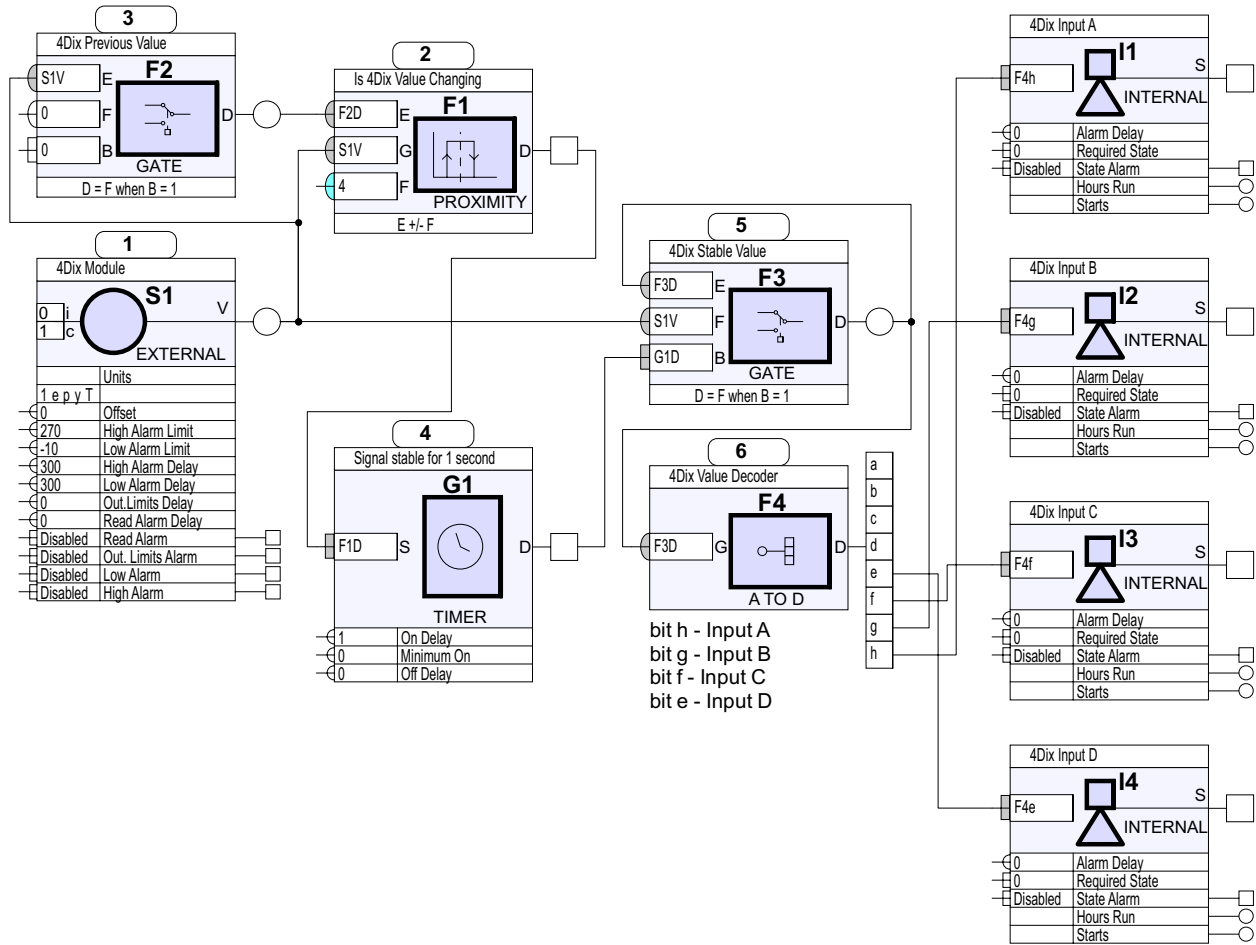 3
4Dix Previous Value
F2
S1V E
0 F D
0 B
GATE
D = F when B = 1
2
Is 4Dix Value Changing
F1
F2D E
S1V G D
4 F
PROXIMITY
E +/- F
1
4Dix Module
S1
0 i V
1 c
EXTERNAL
Units
1 e p y T
0 Offset
270 High Alarm Limit
-10 Low Alarm Limit
300 High Alarm Delay
300 Low Alarm Delay
0 Out.Limits Delay
0 Read Alarm Delay
Disabled Read Alarm
Disabled Out. Limits Alarm
Disabled Low Alarm
Disabled High Alarm
4
Signal stable for 1 second
G1
F1D S D
TIMER
1 On Delay
0 Minimum On
0 Off Delay
5
4Dix Stable Value
F3
F3D E
S1V F D
G1D B
GATE
D = F when B = 1
6
4Dix Value Decoder
F4
F3D G D
A TO D
a
b
c
d
e
f
g
h
bit h - Input A
bit g - Input B
bit f - Input C
bit e - Input D
4Dix Input A
I1
F4h S
INTERNAL
0 Alarm Delay
0 Required State
Disabled State Alarm
Hours Run
Starts
4Dix Input B
I2
F4g S
INTERNAL
0 Alarm Delay
0 Required State
Disabled State Alarm
Hours Run
Starts
4Dix Input C
I3
F4f S
INTERNAL
0 Alarm Delay
0 Required State
Disabled State Alarm
Hours Run
Starts
4Dix Input D
I4
F4e S
INTERNAL
0 Alarm Delay
0 Required State
Disabled State Alarm
Hours Run
Starts